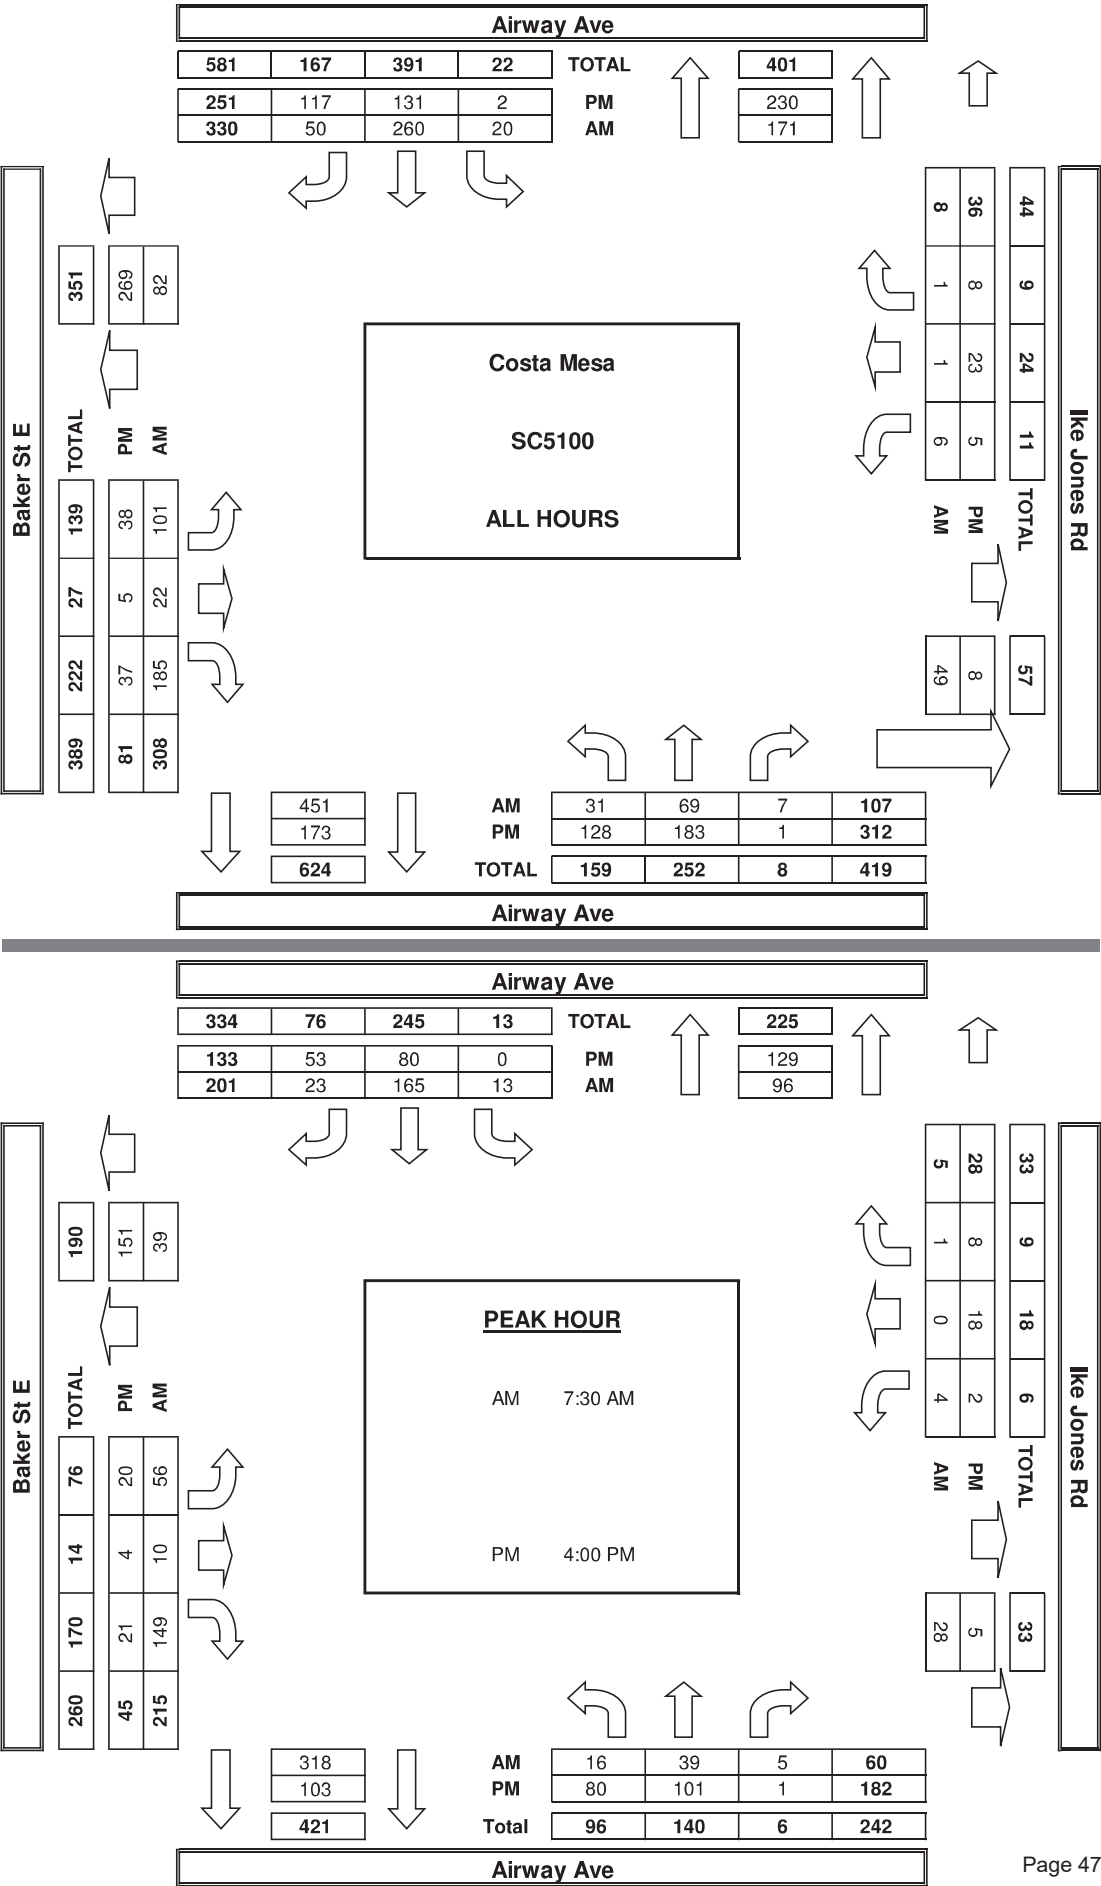 Airway Ave
581 167 391 22 TOTAL 401
251 117 131 2 PM 230
330 50 260 20 AM 171
Baker St E
351
269
82
TOTAL
PM
AM
139 27 222 389
38 5 37 81
101 22 185 308
Costa Mesa
SC5100
ALL HOURS
44 9 24 11 TOTAL
36 8 23 5 PM
8 1 1 6 AM
57
8
49
Ike Jones Rd
451 AM 31 69 7 107
173 PM 128 183 1 312
624 TOTAL 159 252 8 419
Airway Ave
Airway Ave
334 76 245 13 TOTAL 225
133 53 80 0 PM 129
201 23 165 13 AM 96
Baker St E
190
151
39
TOTAL
PM
AM
76 14 170 260
20 4 21 45
56 10 149 215
PEAK HOUR
AM 7:30 AM
PM 4:00 PM
33 9 18 6 TOTAL
28 8 18 2 PM
5 1 0 4 AM
33
5
28
Ike Jones Rd
318 AM 16 39 5 60
103 PM 80 101 1 182
421 Total 96 140 6 242
Airway Ave
Page 47